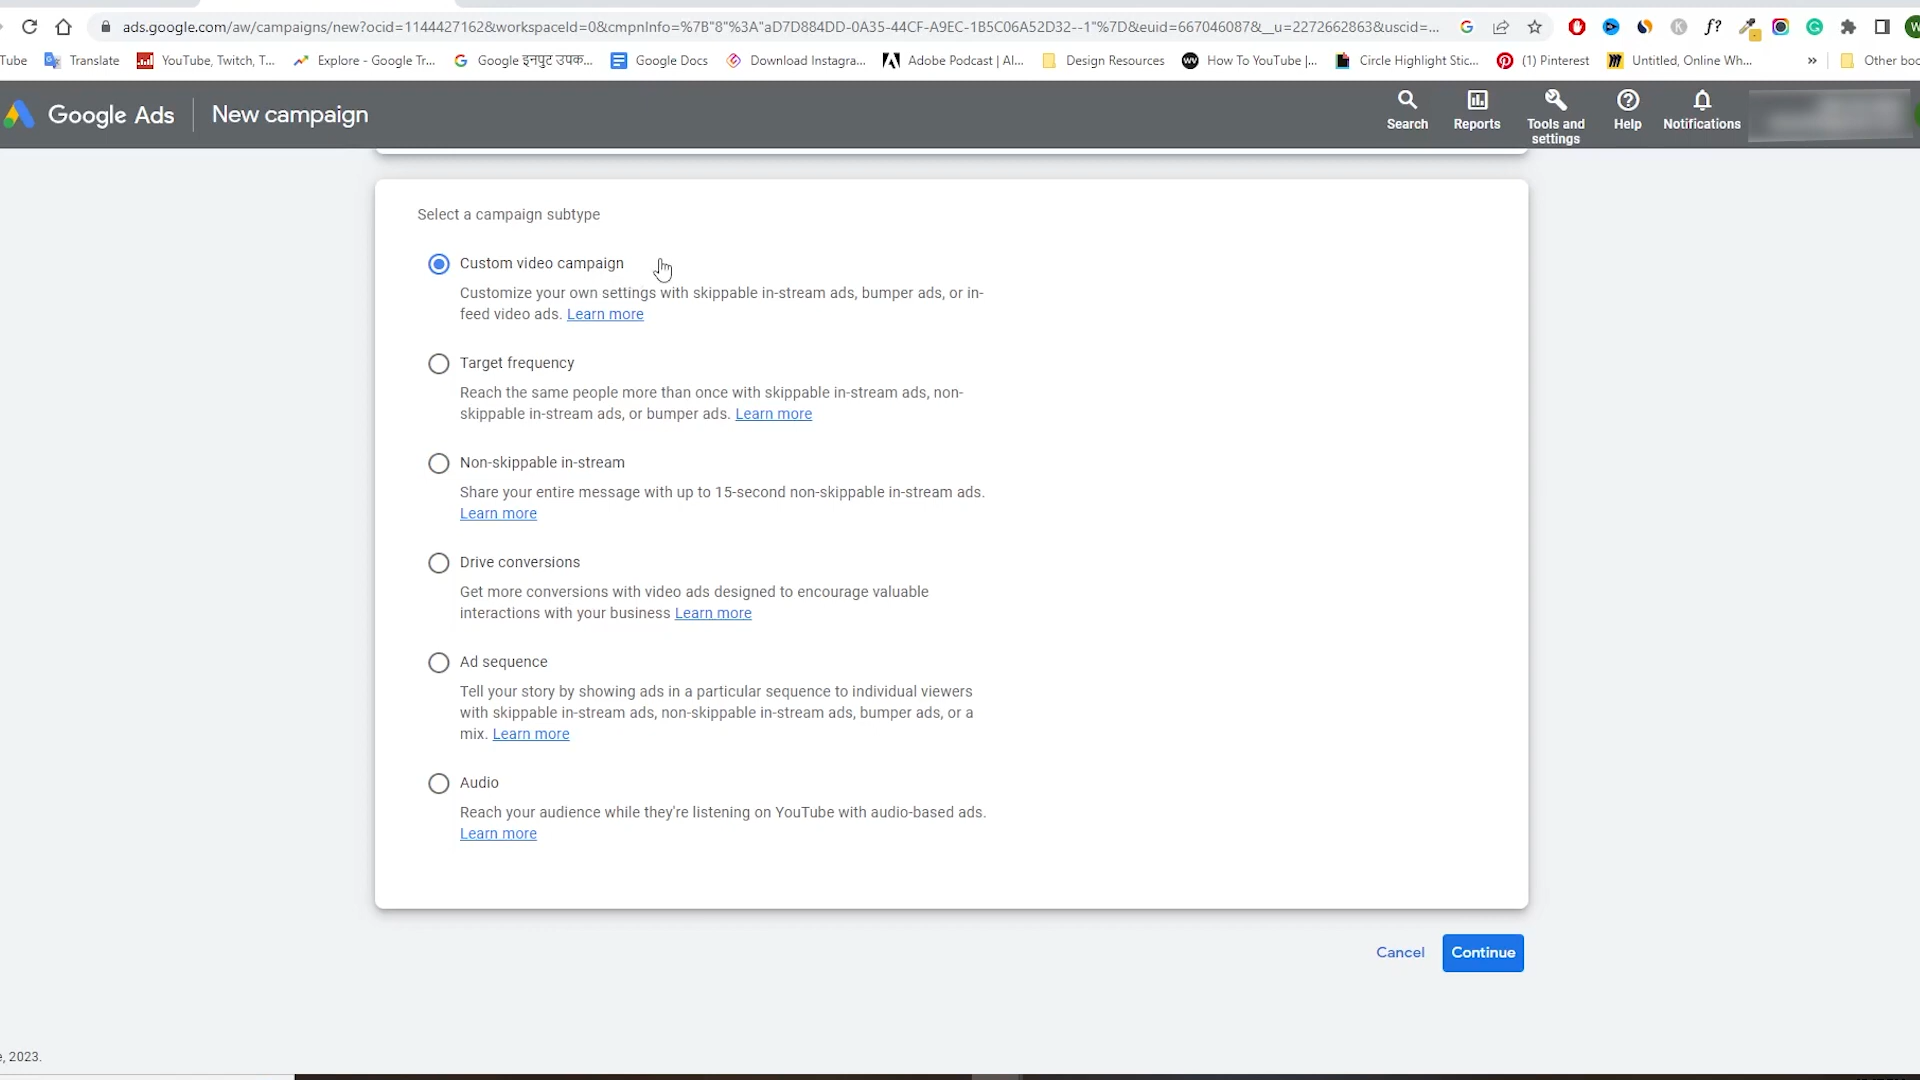 ads.google.com/aw/campaigns/new?ocid=1144427162&workspaceId=0&cmpnInfo=%7B"8"%3A"aD7D884DD-0A35-44CF-A9EC-1B5C06A52D32--1"%7D&euid=667046087&__u=2272662863&uscid=...
f?
Tube Translate YouTube, Twitch, T... Explore - Google Tr... Google इनपुट उपक... Google Docs Download Instagra... Adobe Podcast | AI... Design Resources How To YouTube |... Circle Highlight Stic... (1) Pinterest Untitled, Online Wh... » Other boo
Google Ads New campaign
Search Reports Tools and settings Help Notifications
Select a campaign subtype
Custom video campaign
Customize your own settings with skippable in-stream ads, bumper ads, or in-
feed video ads. Learn more
Target frequency
Reach the same people more than once with skippable in-stream ads, non-
skippable in-stream ads, or bumper ads. Learn more
Non-skippable in-stream
Share your entire message with up to 15-second non-skippable in-stream ads.
Learn more
Drive conversions
Get more conversions with video ads designed to encourage valuable
interactions with your business Learn more
Ad sequence
Tell your story by showing ads in a particular sequence to individual viewers
with skippable in-stream ads, non-skippable in-stream ads, bumper ads, or a
mix. Learn more
Audio
Reach your audience while they're listening on YouTube with audio-based ads.
Learn more
Cancel Continue
e, 2023.